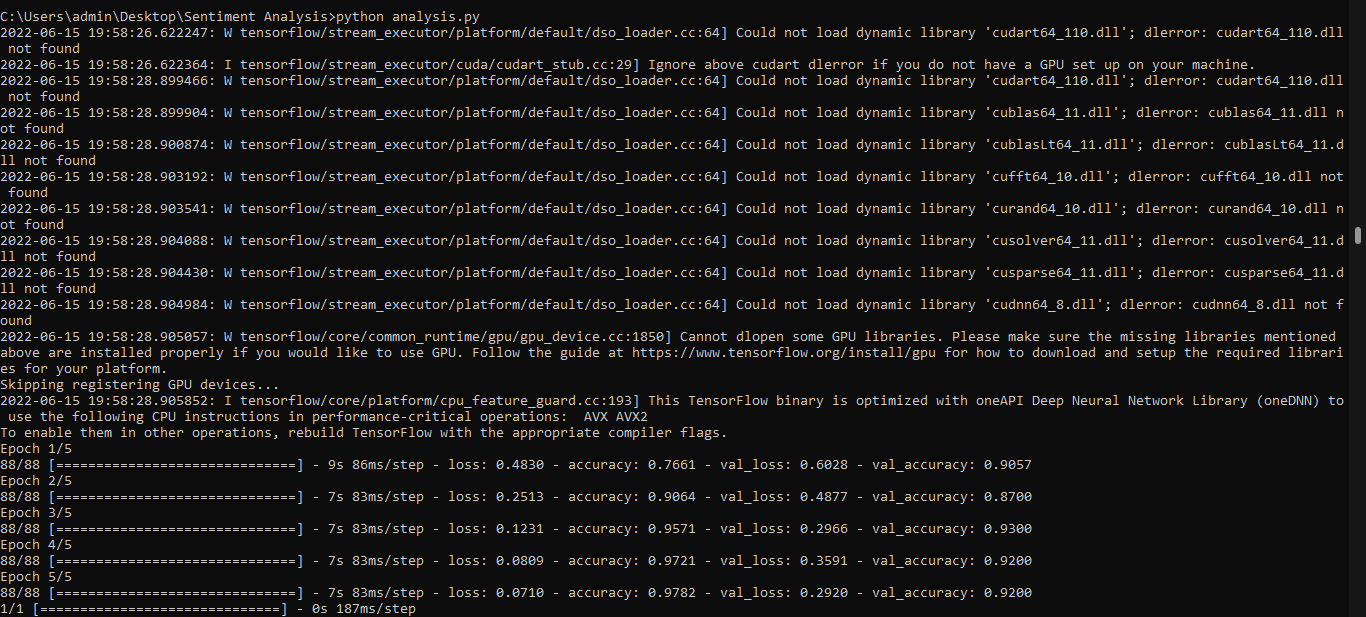 C:\Users\admin\Desktop\Sentiment Analysis>python analysis.py
2022-06-15 19:58:26.622247: W tensorflow/stream_executor/platform/default/dso_loader.cc:64] Could not load dynamic library 'cudart64_110.dll'; dlerror: cudart64_110.dll
 not found
2022-06-15 19:58:26.622364: I tensorflow/stream_executor/cuda/cudart_stub.cc:29] Ignore above cudart dlerror if you do not have a GPU set up on your machine.
2022-06-15 19:58:28.899466: W tensorflow/stream_executor/platform/default/dso_loader.cc:64] Could not load dynamic library 'cudart64_110.dll'; dlerror: cudart64_110.dll
 not found
2022-06-15 19:58:28.899904: W tensorflow/stream_executor/platform/default/dso_loader.cc:64] Could not load dynamic library 'cublas64_11.dll'; dlerror: cublas64_11.dll n
ot found
2022-06-15 19:58:28.900874: W tensorflow/stream_executor/platform/default/dso_loader.cc:64] Could not load dynamic library 'cublasLt64_11.dll'; dlerror: cublasLt64_11.d
ll not found
2022-06-15 19:58:28.903192: W tensorflow/stream_executor/platform/default/dso_loader.cc:64] Could not load dynamic library 'cufft64_10.dll'; dlerror: cufft64_10.dll not
 found
2022-06-15 19:58:28.903541: W tensorflow/stream_executor/platform/default/dso_loader.cc:64] Could not load dynamic library 'curand64_10.dll'; dlerror: curand64_10.dll n
ot found
2022-06-15 19:58:28.904088: W tensorflow/stream_executor/platform/default/dso_loader.cc:64] Could not load dynamic library 'cusolver64_11.dll'; dlerror: cusolver64_11.d
ll not found
2022-06-15 19:58:28.904430: W tensorflow/stream_executor/platform/default/dso_loader.cc:64] Could not load dynamic library 'cusparse64_11.dll'; dlerror: cusparse64_11.d
ll not found
2022-06-15 19:58:28.904984: W tensorflow/stream_executor/platform/default/dso_loader.cc:64] Could not load dynamic library 'cudnn64_8.dll'; dlerror: cudnn64_8.dll not f
ound
2022-06-15 19:58:28.905057: W tensorflow/core/common_runtime/gpu/gpu_device.cc:1850] Cannot dlopen some GPU libraries. Please make sure the missing libraries mentioned
above are installed properly if you would like to use GPU. Follow the guide at https://www.tensorflow.org/install/gpu for how to download and setup the required librari
es for your platform.
Skipping registering GPU devices...
2022-06-15 19:58:28.905852: I tensorflow/core/platform/cpu_feature_guard.cc:193] This TensorFlow binary is optimized with oneAPI Deep Neural Network Library (oneDNN) to
 use the following CPU instructions in performance-critical operations:  AVX AVX2
To enable them in other operations, rebuild TensorFlow with the appropriate compiler flags.
Epoch 1/5
88/88 [==============================] - 9s 86ms/step - loss: 0.4830 - accuracy: 0.7661 - val_loss: 0.6028 - val_accuracy: 0.9057
Epoch 2/5
88/88 [==============================] - 7s 83ms/step - loss: 0.2513 - accuracy: 0.9064 - val_loss: 0.4877 - val_accuracy: 0.8700
Epoch 3/5
88/88 [==============================] - 7s 83ms/step - loss: 0.1231 - accuracy: 0.9571 - val_loss: 0.2966 - val_accuracy: 0.9300
Epoch 4/5
88/88 [==============================] - 7s 83ms/step - loss: 0.0809 - accuracy: 0.9721 - val_loss: 0.3591 - val_accuracy: 0.9200
Epoch 5/5
88/88 [==============================] - 7s 83ms/step - loss: 0.0710 - accuracy: 0.9782 - val_loss: 0.2920 - val_accuracy: 0.9200
1/1 [==============================] - 0s 187ms/step